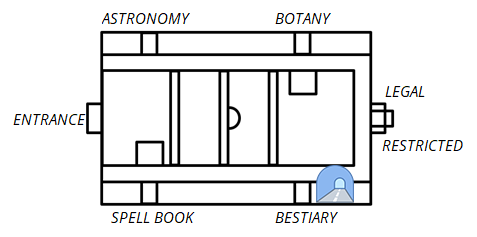 ASTRONOMY
BOTANY
LEGAL
ENTRANCE
RESTRICTED
SPELL BOOK
BESTIARY